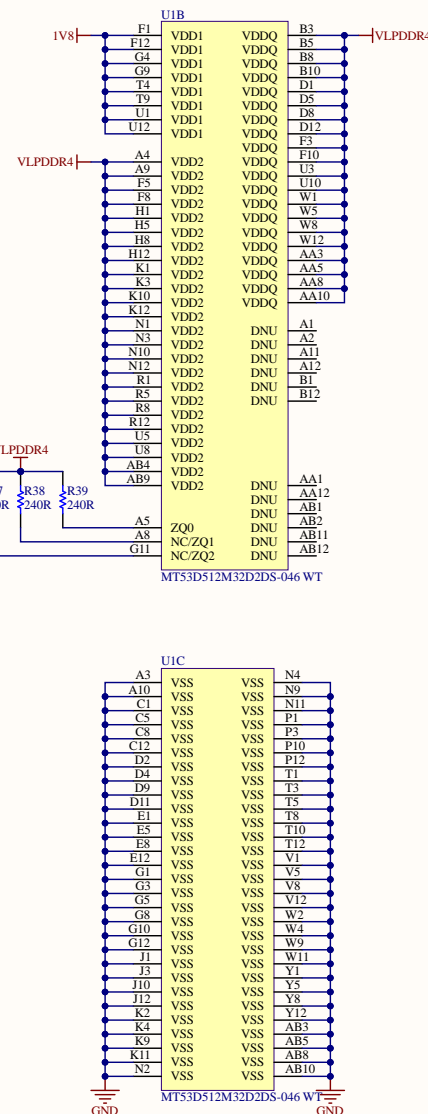 U1B
1V8 F1 VDD1 VDDQ B3 VLPDDR4
F12 VDD1 VDDQ B5
G4 VDD1 VDDQ B8
G9 VDD1 VDDQ B10
T4 VDD1 VDDQ D1
T9 VDD1 VDDQ D5
U1 VDD1 VDDQ D8
U12 VDD1 VDDQ D12
VDDQ F3
VLPDDR4 A4 VDD2 VDDQ F10
A9 VDD2 VDDQ U3
F5 VDD2 VDDQ U10
F8 VDD2 VDDQ W1
H1 VDD2 VDDQ W5
H5 VDD2 VDDQ W8
H8 VDD2 VDDQ W12
H12 VDD2 VDDQ AA3
K1 VDD2 VDDQ AA5
K3 VDD2 VDDQ AA8
K10 VDD2 VDDQ AA10
K12 VDD2
N1 VDD2 DNU A1
N3 VDD2 DNU A2
N10 VDD2 DNU A11
N12 VDD2 DNU A12
R1 VDD2 DNU B1
R5 VDD2 DNU B12
R8 VDD2
R12 VDD2
U5 VDD2
U8 VDD2
AB4 VDD2
AB9 VDD2 DNU AA1
VLPDDR4
DNU AA12
R38 R39
240R 240R
DNU AB1
A5 ZQ0 DNU AB2
A8 NC/ZQ1 DNU AB11
G11 NC/ZQ2 DNU AB12
MT53D512M32D2DS-046 WT
U1C
A3 VSS VSS N4
A10 VSS VSS N9
C1 VSS VSS N11
C5 VSS VSS P1
C8 VSS VSS P3
C12 VSS VSS P10
D2 VSS VSS P12
D4 VSS VSS T1
D9 VSS VSS T3
D11 VSS VSS T5
E1 VSS VSS T8
E5 VSS VSS T10
E8 VSS VSS T12
E12 VSS VSS V1
G1 VSS VSS V5
G3 VSS VSS V8
G5 VSS VSS V12
G8 VSS VSS W2
G10 VSS VSS W4
G12 VSS VSS W9
J1 VSS VSS W11
J3 VSS VSS Y1
J10 VSS VSS Y5
J12 VSS VSS Y8
K2 VSS VSS Y12
K4 VSS VSS AB3
K9 VSS VSS AB5
K11 VSS VSS AB8
N2 VSS VSS AB10
MT53D512M32D2DS-046 WT
GND GND